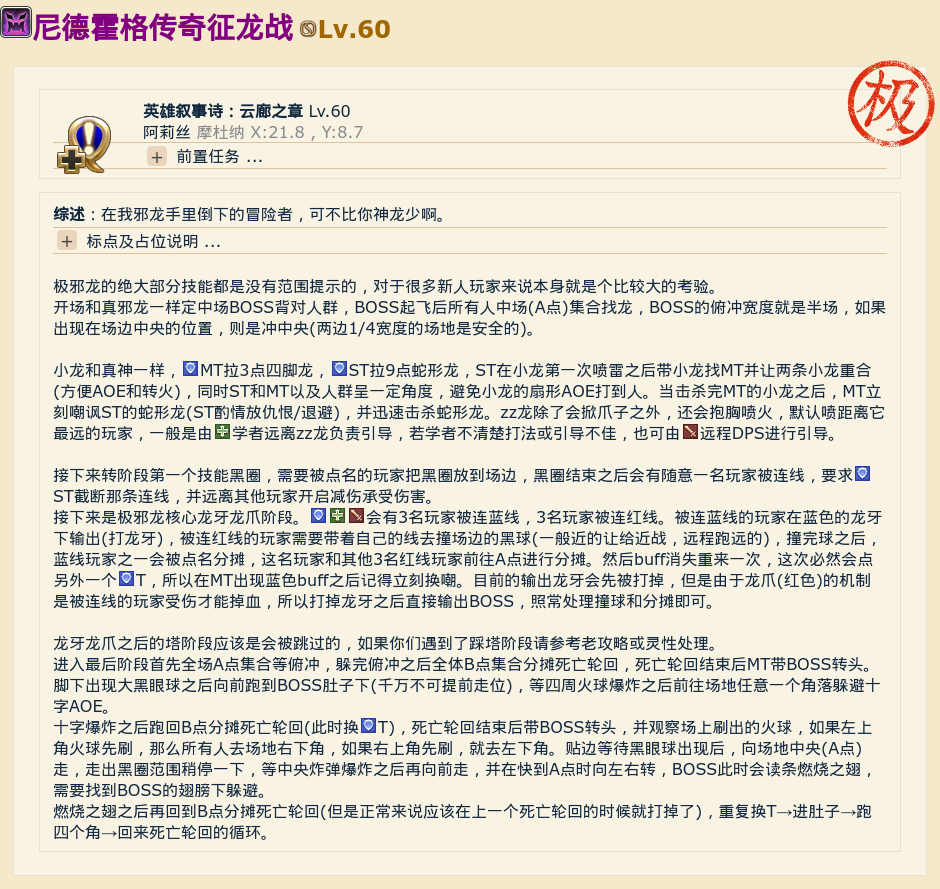 尼德霍格传奇征龙战 Lv.60
极
英雄叙事诗：云廊之章 Lv.60
阿莉丝 摩杜纳 X:21.8，Y:8.7
+ 前置任务 ...
综述：在我邪龙手里倒下的冒险者，可不比你神龙少啊。
+ 标点及占位说明 ...
极邪龙的绝大部分技能都是没有范围提示的，对于很多新人玩家来说本身就是个比较大的考验。
开场和真邪龙一样定中场BOSS背对人群，BOSS起飞后所有人中场(A点)集合找龙，BOSS的俯冲宽度就是半场，如果
出现在场边中央的位置，则是冲中央(两边1/4宽度的场地是安全的)。
小龙和真神一样，MT拉3点四脚龙，ST拉9点蛇形龙，ST在小龙第一次喷雷之后带小龙找MT并让两条小龙重合
(方便AOE和转火)，同时ST和MT以及人群呈一定角度，避免小龙的扇形AOE打到人。当击杀完MT的小龙之后，MT立
刻嘲讽ST的蛇形龙(ST酌情放仇恨/退避)，并迅速击杀蛇形龙。zz龙除了会掀爪子之外，还会抱胸喷火，默认喷距离它
最远的玩家，一般是由学者远离zz龙负责引导，若学者不清楚打法或引导不佳，也可由远程DPS进行引导。
接下来转阶段第一个技能黑圈，需要被点名的玩家把黑圈放到场边，黑圈结束之后会有随意一名玩家被连线，要求
ST截断那条连线，并远离其他玩家开启减伤承受伤害。
接下来是极邪龙核心龙牙龙爪阶段。会有3名玩家被连蓝线，3名玩家被连红线。被连蓝线的玩家在蓝色的龙牙
下输出(打龙牙)，被连红线的玩家需要带着自己的线去撞场边的黑球(一般近的让给近战，远程跑远的)，撞完球之后，
蓝线玩家之一会被点名分摊，这名玩家和其他3名红线玩家前往A点进行分摊。然后buff消失重来一次，这次必然会点
另外一个T，所以在MT出现蓝色buff之后记得立刻换嘲。目前的输出龙牙会先被打掉，但是由于龙爪(红色)的机制
是被连线的玩家受伤才能掉血，所以打掉龙牙之后直接输出BOSS，照常处理撞球和分摊即可。
龙牙龙爪之后的塔阶段应该是会被跳过的，如果你们遇到了踩塔阶段请参考老攻略或灵性处理。
进入最后阶段首先全场A点集合等俯冲，躲完俯冲之后全体B点集合分摊死亡轮回，死亡轮回结束后MT带BOSS转头。
脚下出现大黑眼球之后向前跑到BOSS肚子下(千万不可提前走位)，等四周火球爆炸之后前往场地任意一个角落躲避十
字AOE。
十字爆炸之后跑回B点分摊死亡轮回(此时换T)，死亡轮回结束后带BOSS转头，并观察场上刷出的火球，如果左上
角火球先刷，那么所有人去场地右下角，如果右上角先刷，就去左下角。贴边等待黑眼球出现后，向场地中央(A点)
走，走出黑圈范围稍停一下，等中央炸弹爆炸之后再向前走，并在快到A点时向左右转，BOSS此时会读条燃烧之翅，
需要找到BOSS的翅膀下躲避。
燃烧之翅之后再回到B点分摊死亡轮回(但是正常来说应该在上一个死亡轮回的时候就打掉了)，重复换T→进肚子→跑
四个角→回来死亡轮回的循环。